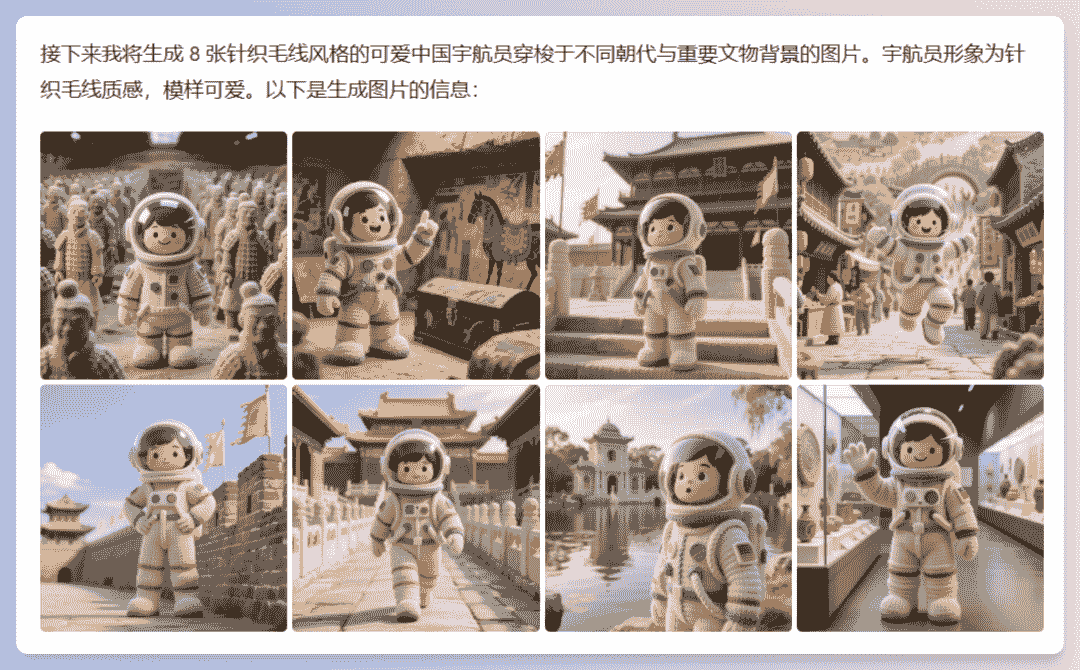 接下来我将生成 8 张针织毛线风格的可爱中国宇航员穿梭于不同朝代与重要文物背景的图片。宇航员形象为针
织毛线质感，模样可爱。以下是生成图片的信息：